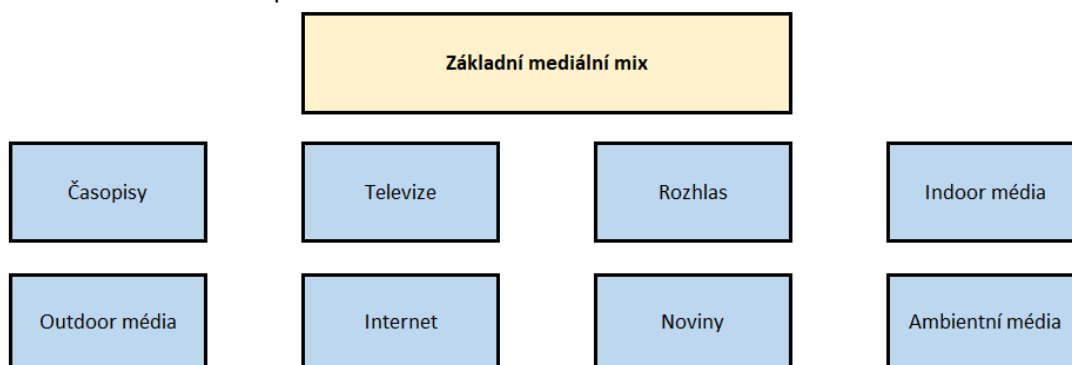 Základní mediální mix
Časopisy
Televize
Rozhlas
Indoor média
Outdoor média
Internet
Noviny
Ambientní média